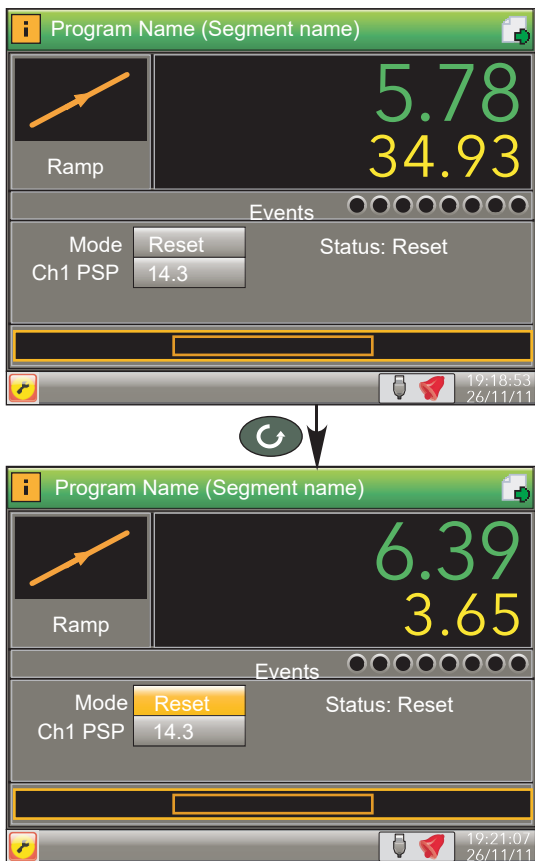 i Program Name (Segment name)
5.78
34.93
Ramp
Events
Mode Reset Status: Reset
Ch1 PSP 14.3
19:18:53
26/11/11
i Program Name (Segment name)
6.39
3.65
Ramp
Events
Mode Reset Status: Reset
Ch1 PSP 14.3
19:21:07
26/11/11